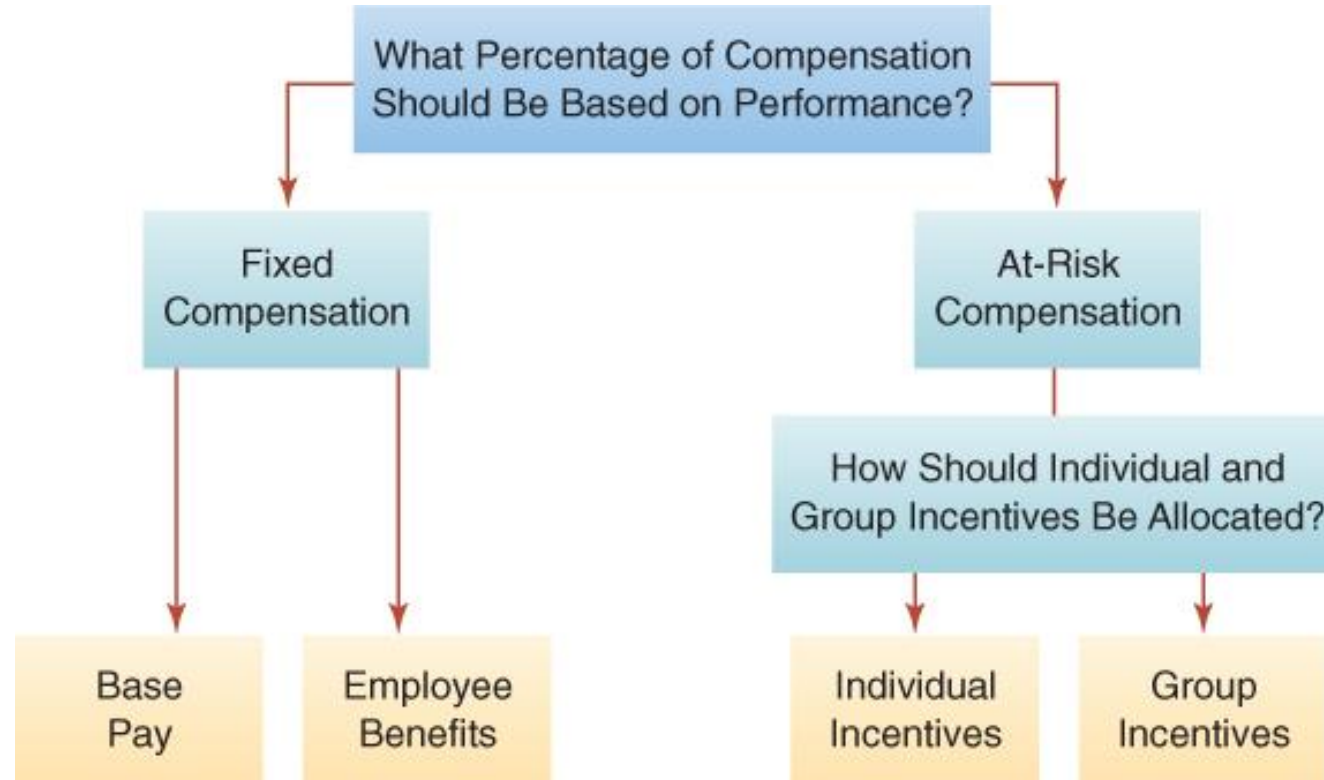 What Percentage of Compensation
Should Be Based on Performance?
Fixed
Compensation
At-Risk
Compensation
How Should Individual and
Group Incentives Be Allocated?
Base
Pay
Employee
Benefits
Individual
Incentives
Group
Incentives